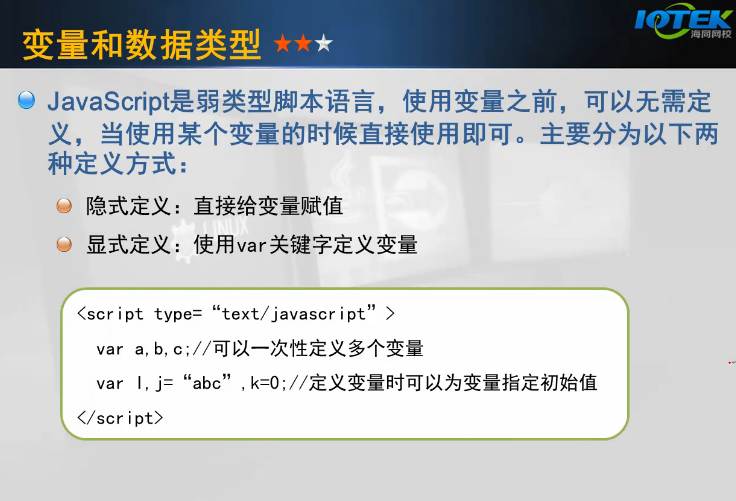 变量和数据类型
IOTEK
海同网校
JavaScript是弱类型脚本语言，使用变量之前，可以无需定
义，当使用某个变量的时候直接使用即可。主要分为以下两
种定义方式：
隐式定义：直接给变量赋值
显式定义：使用var关键字定义变量
LINUX
<script type=“text/javascript”>
var a,b,c;//可以一次性定义多个变量
var I,j=“abc”,k=0;//定义变量时可以为变量指定初始值
</script>